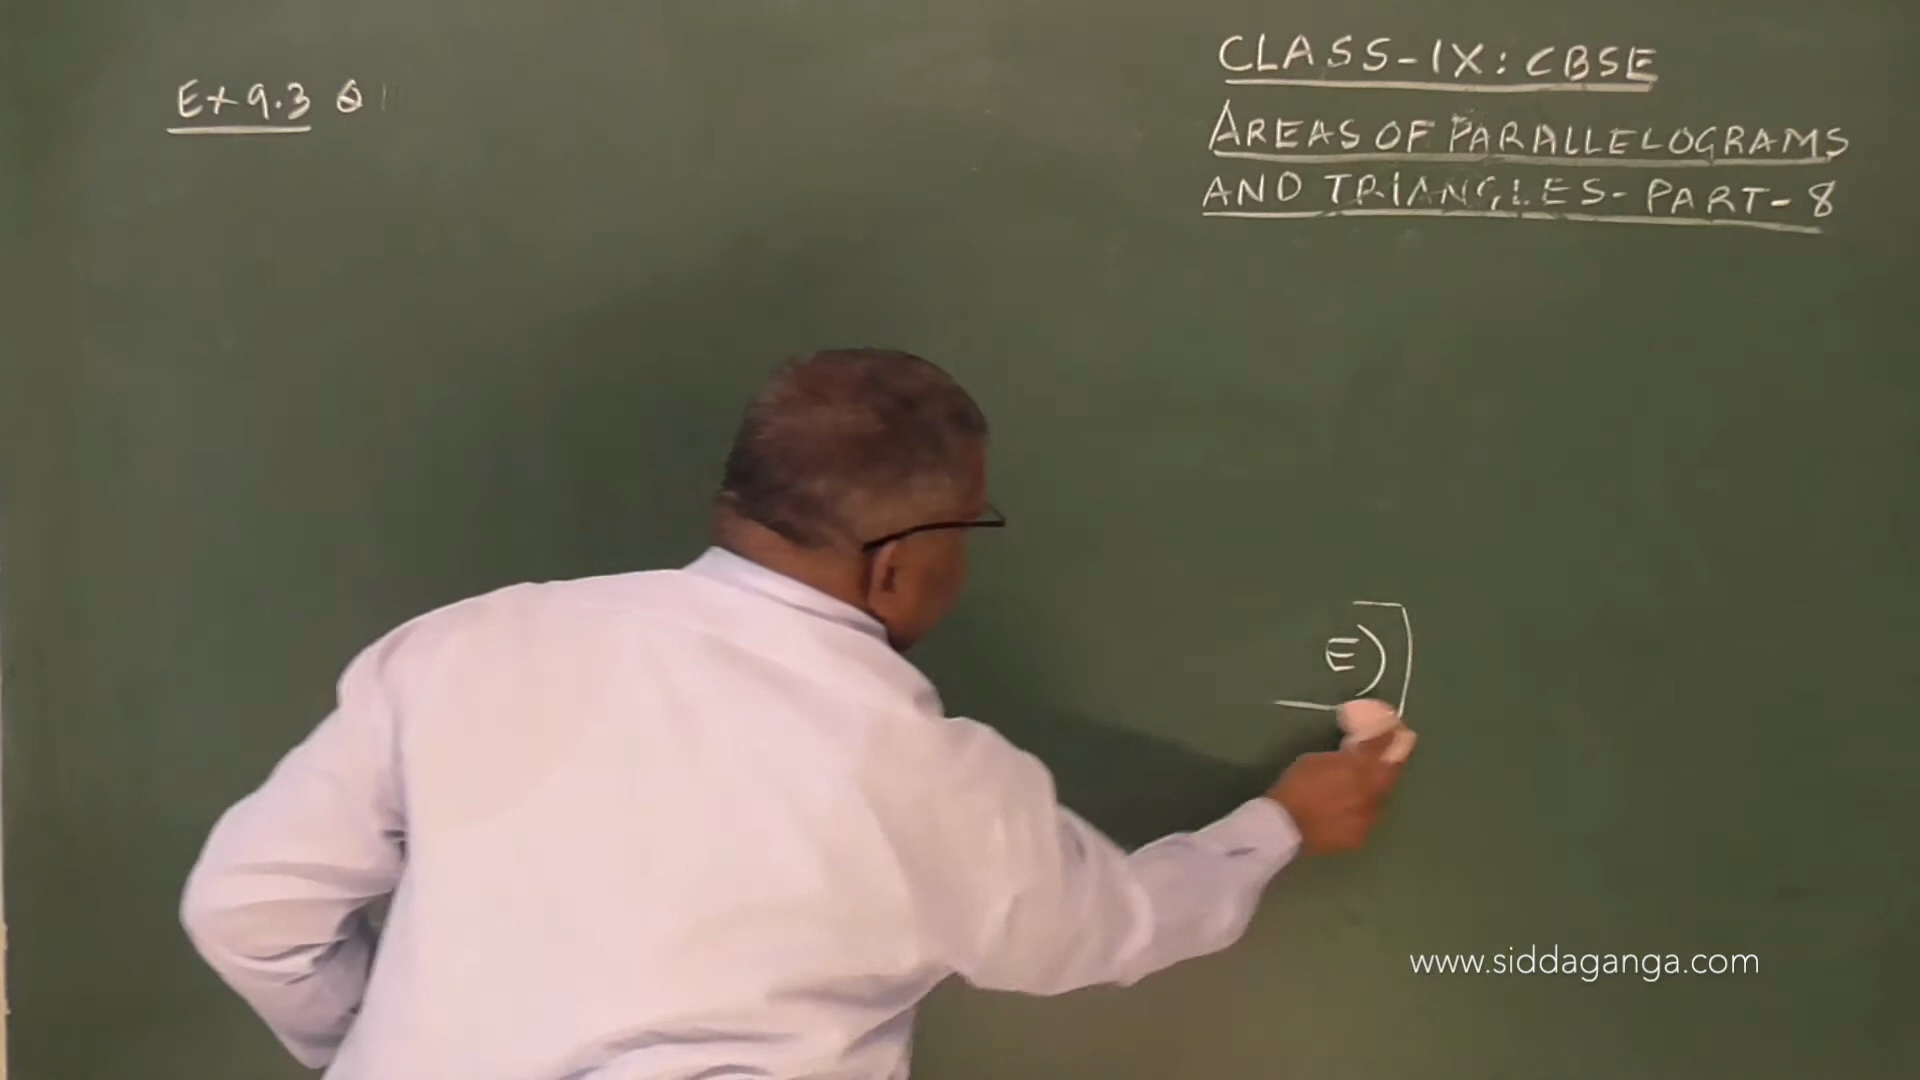 Ex 9.3 Q
CLASS-IX: CBSE
AREAS OF PARALLELOGRAMS
AND TRIANGLES-PART-8
E)
www.siddaganga.com